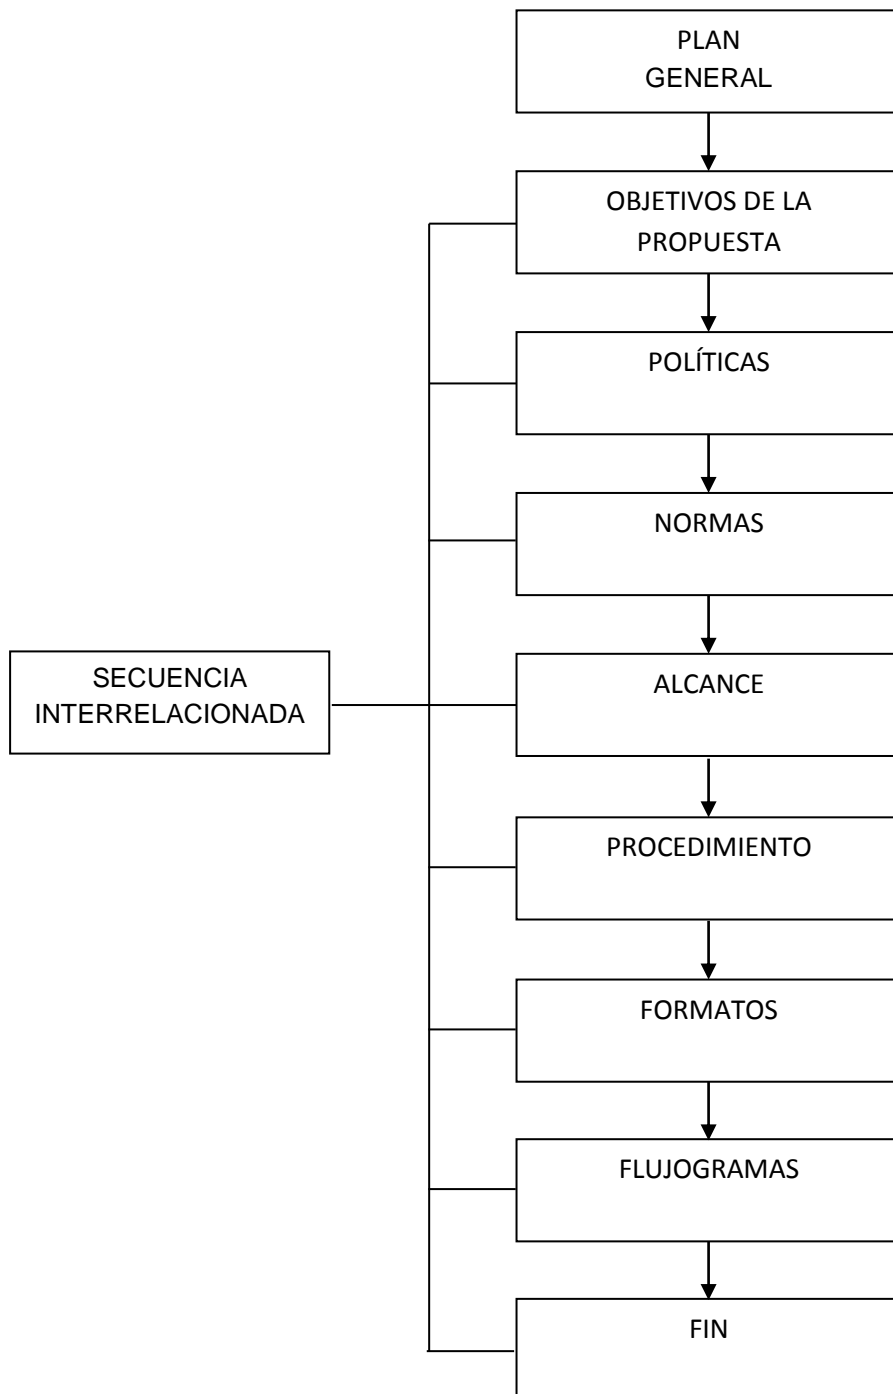 PLAN
GENERAL
OBJETIVOS DE LA
PROPUESTA
POLÍTICAS
NORMAS
SECUENCIA
INTERRELACIONADA
ALCANCE
PROCEDIMIENTO
FORMATOS
FLUJOGRAMAS
FIN